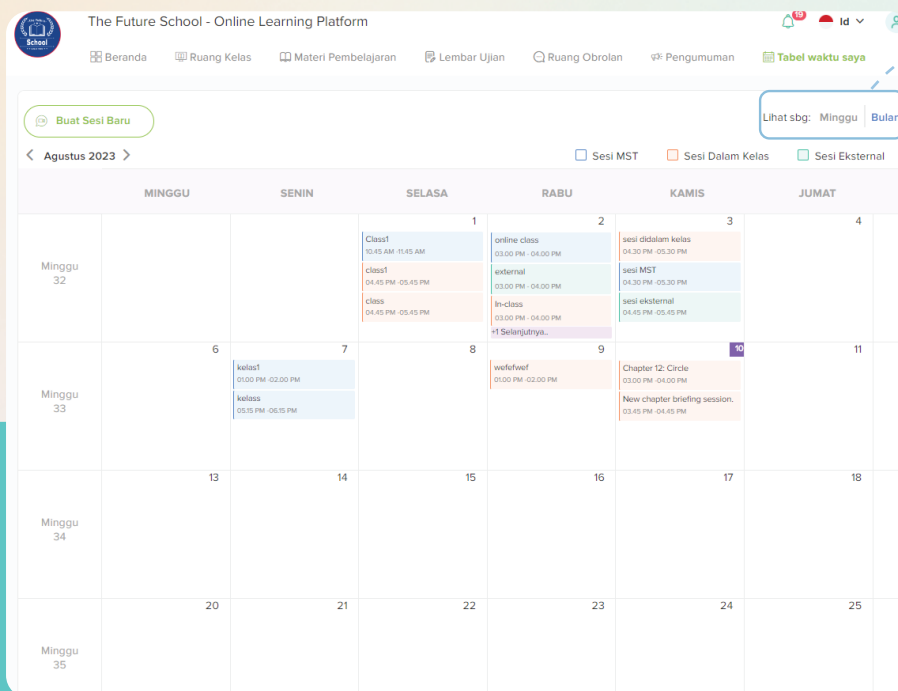 The Future School - Online Learning Platform
19
Id
School
Beranda
Ruang Kelas
Materi Pembelajaran
Lembar Ujian
Ruang Obrolan
Pengumuman
Tabel waktu saya
Buat Sesi Baru
Lihat sbg: Minggu Bulan
Agustus 2023
Sesi MST
Sesi Dalam Kelas
Sesi Eksternal
MINGGU SENIN SELASA RABU KAMIS JUMAT
Minggu
32
1
Class1
10.45 AM -11.45 AM
class1
04.45 PM -05.45 PM
class
04.45 PM -05.45 PM
2
online class
03.00 PM - 04.00 PM
external
03.00 PM - 04.00 PM
In-class
03.00 PM - 04.00 PM
+1 Selanjutnya..
3
sesi didalam kelas
04.30 PM -05.30 PM
sesi MST
04.30 PM -05.30 PM
sesi eksternal
04.45 PM -05.45 PM
4
Minggu
33
6
7
kelas1
01.00 PM -02.00 PM
kelass
05.15 PM -06.15 PM
8
9
wefefwef
01.00 PM -02.00 PM
10
Chapter 12: Circle
03.00 PM -04.00 PM
New chapter briefing session.
03.45 PM -04.45 PM
11
Minggu
34
13 14 15 16 17 18
Minggu
35
20 21 22 23 24 25